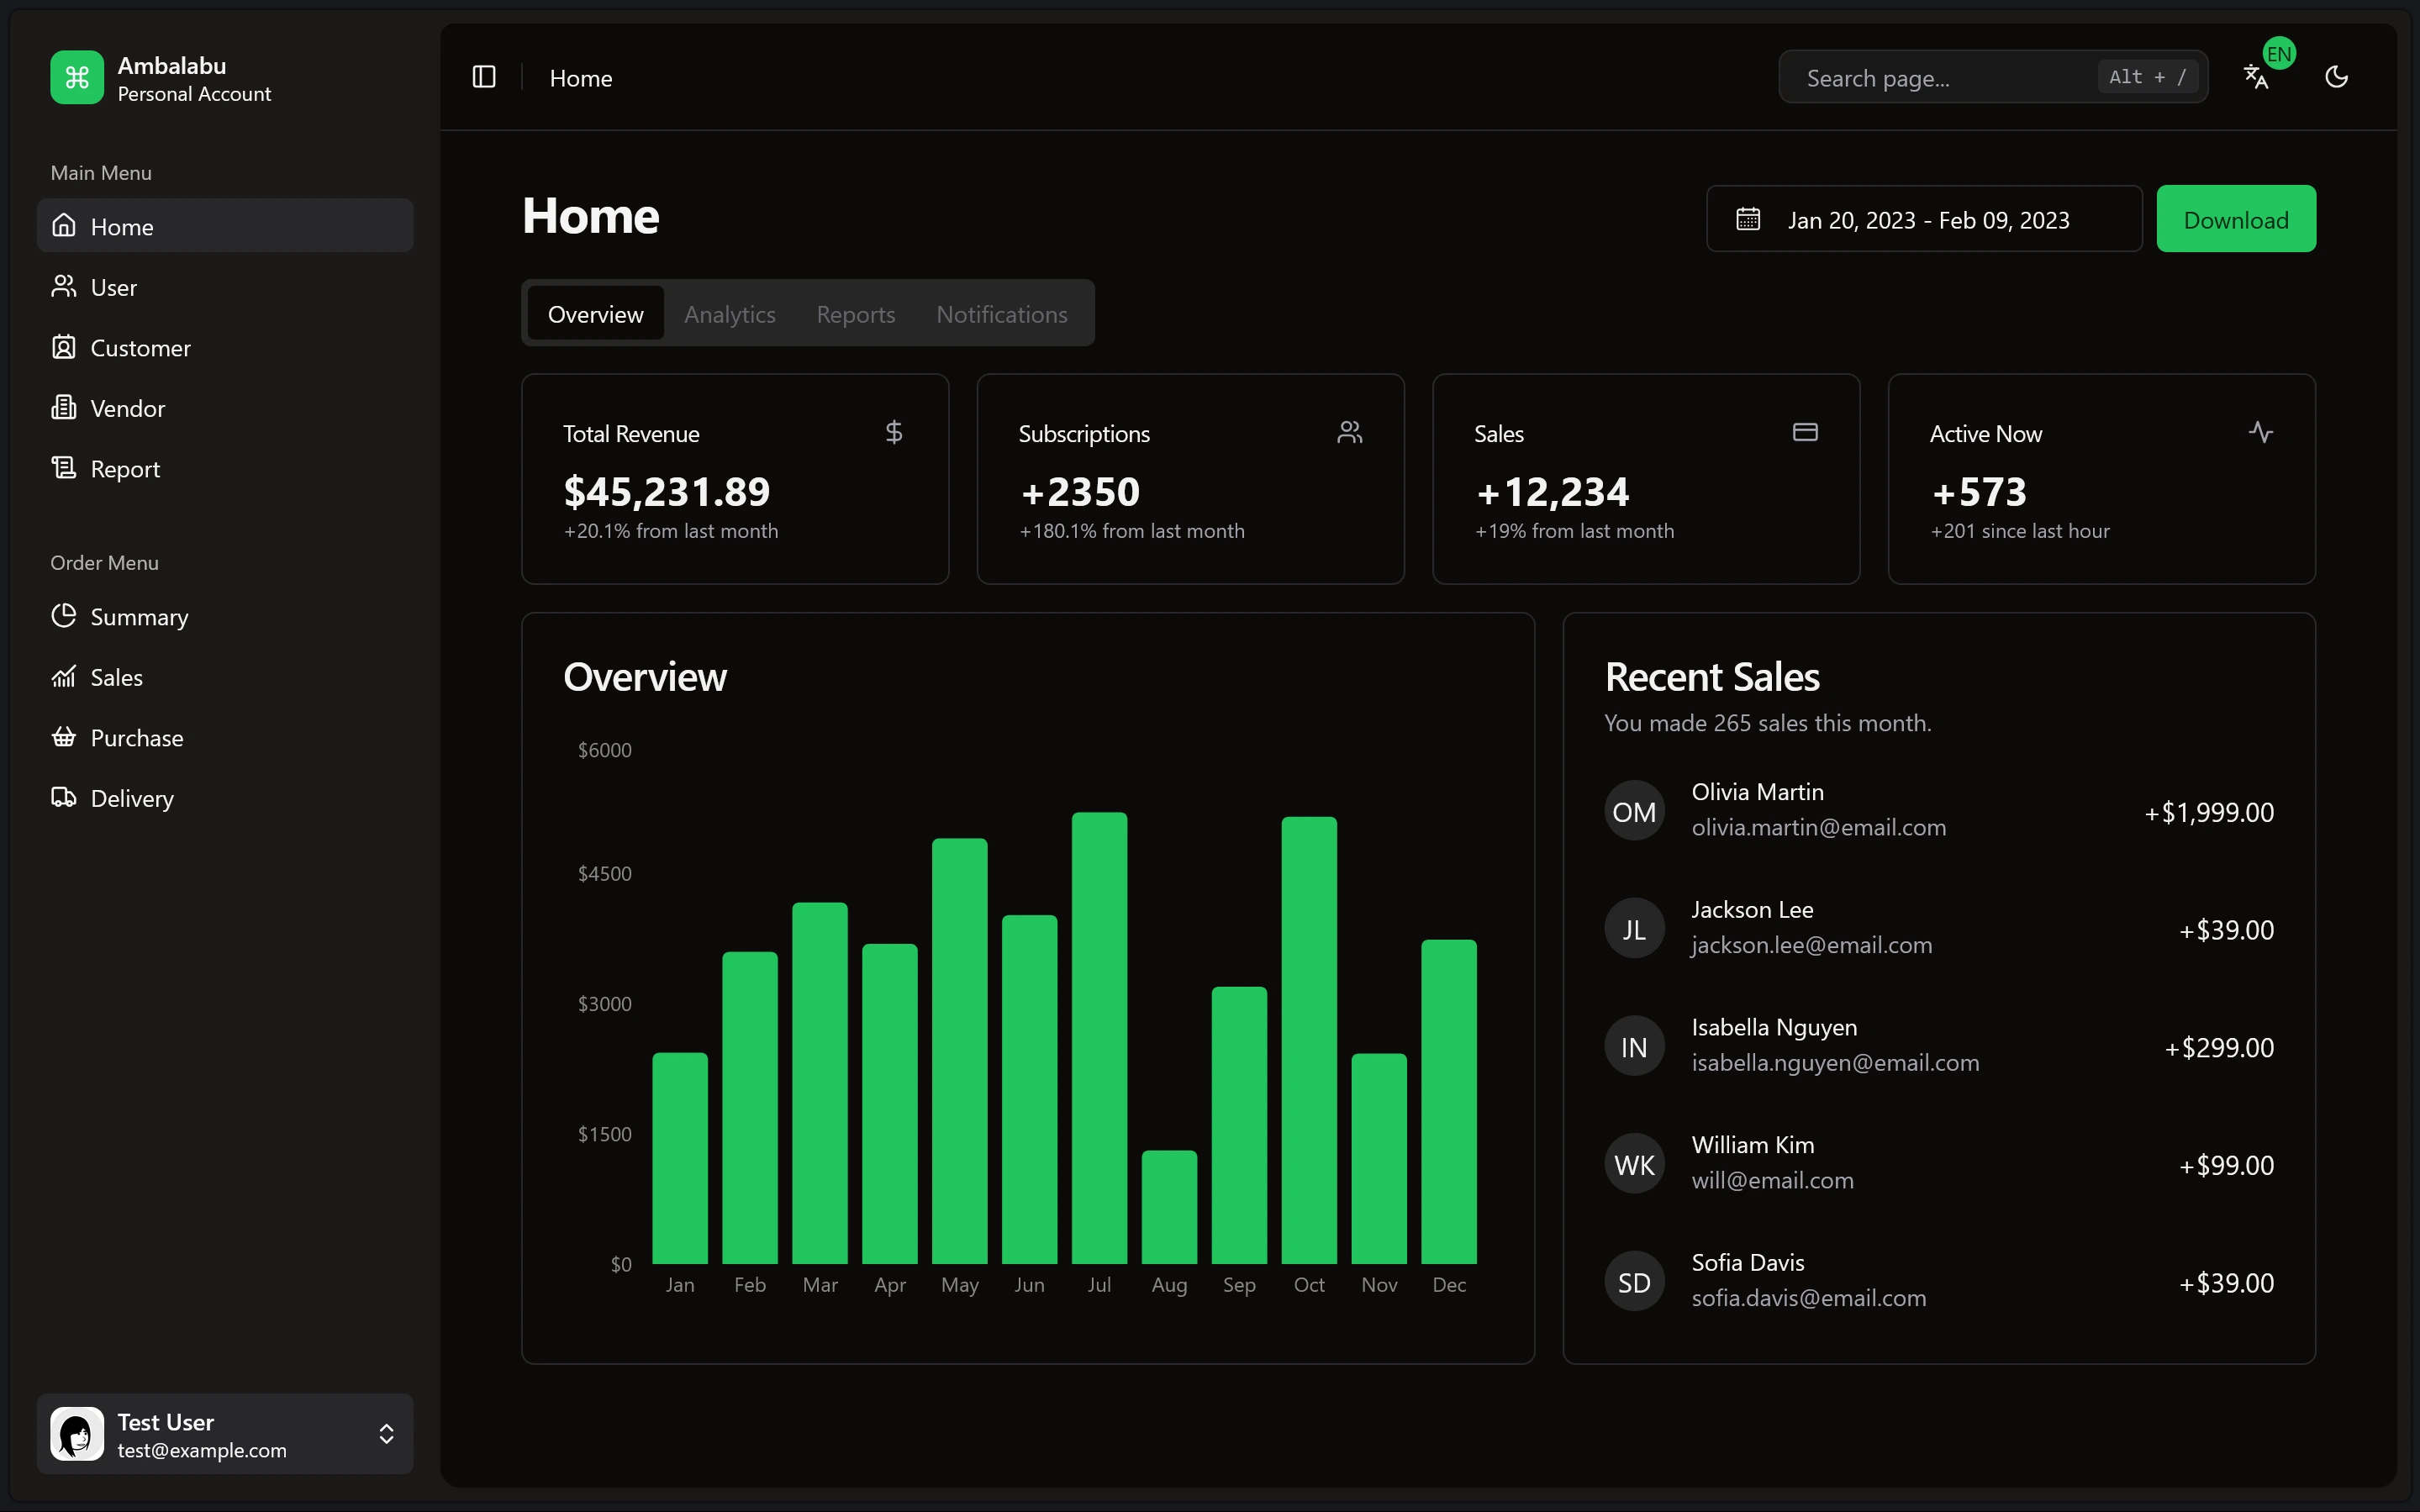 Ambalabu
Personal Account
Main Menu
Home
User
Customer
Vendor
Report
Order Menu
Summary
Sales
Purchase
Delivery
Test User
test@example.com
Home
Search page...
Alt + /
EN
Home
Jan 20, 2023 - Feb 09, 2023
Download
Overview
Analytics
Reports
Notifications
Total Revenue
$45,231.89
+20.1% from last month
Subscriptions
+2350
+180.1% from last month
Sales
+12,234
+19% from last month
Active Now
+573
+201 since last hour
Overview
$6000
$4500
$3000
$1500
$0
Jan Feb Mar Apr May Jun Jul Aug Sep Oct Nov Dec
Recent Sales
You made 265 sales this month.
OM
Olivia Martin
olivia.martin@email.com
+$1,999.00
JL
Jackson Lee
jackson.lee@email.com
+$39.00
IN
Isabella Nguyen
isabella.nguyen@email.com
+$299.00
WK
William Kim
will@email.com
+$99.00
SD
Sofia Davis
sofia.davis@email.com
+$39.00